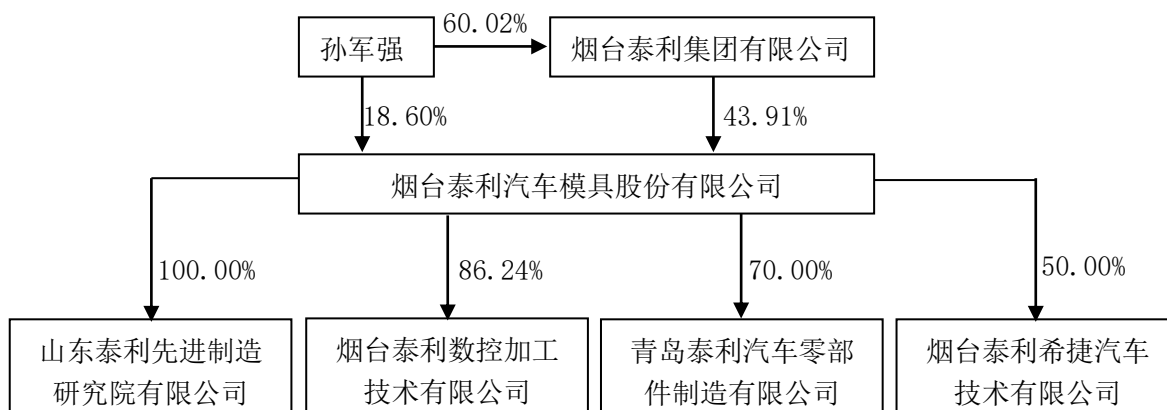 60.02%
孙军强
烟台泰利集团有限公司
18.60%
43.91%
烟台泰利汽车模具股份有限公司
100.00%
86.24%
70.00%
50.00%
山东泰利先进制造
研究院有限公司
烟台泰利数控加工
技术有限公司
青岛泰利汽车零部
件制造有限公司
烟台泰利希捷汽车
技术有限公司